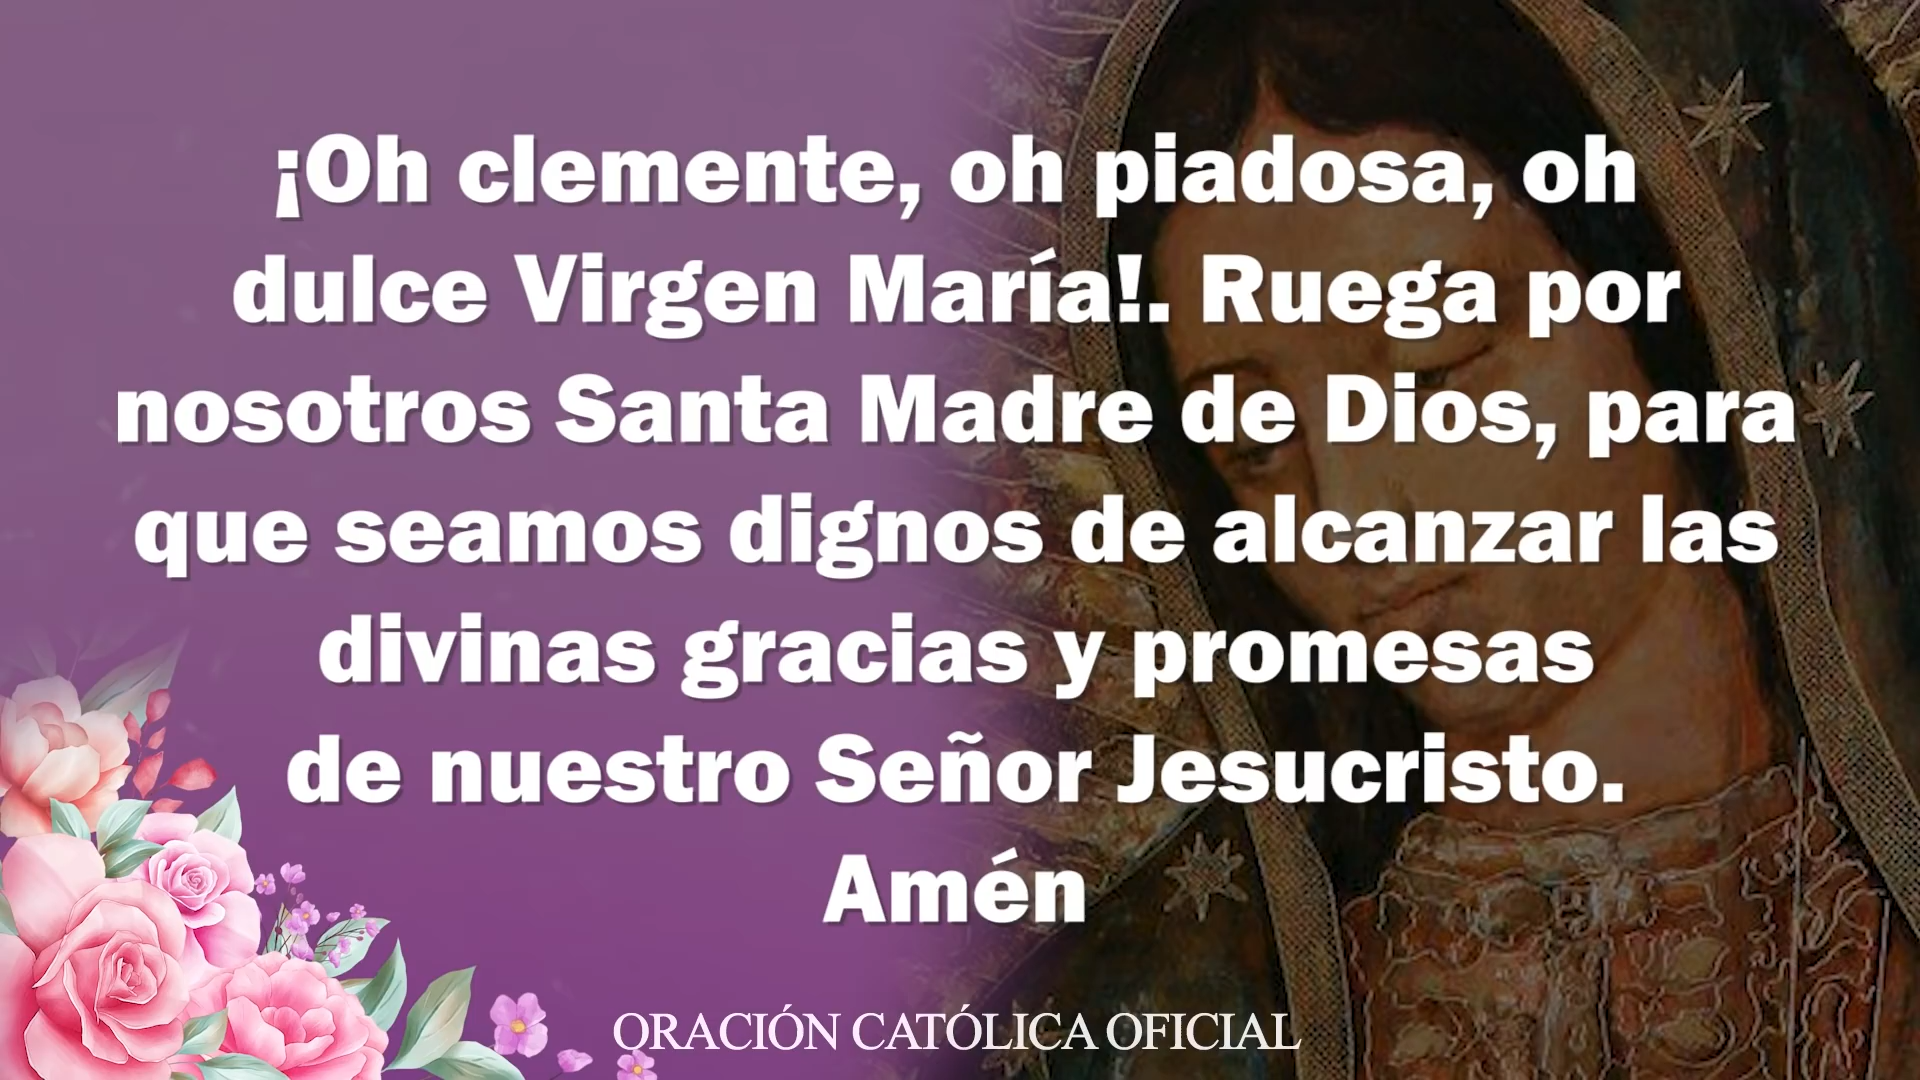 ¡Oh clemente, oh piadosa, oh
dulce Virgen María!. Ruega por
nosotros Santa Madre de Dios, para
que seamos dignos de alcanzar las
divinas gracias y promesas
de nuestro Señor Jesucristo.
Amén
ORACIÓN CATÓLICA OFICIAL